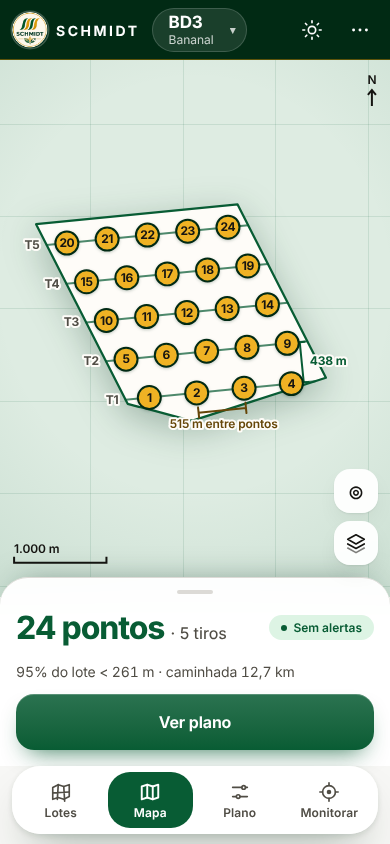 SCHMIDT
SCHMIDT
BD3
Bananal
N
T5
20
21
22
23
24
T4
15
16
17
18
19
T3
10
11
12
13
14
T2
5
6
7
8
9
438 m
T1
1
2
3
4
515 m entre pontos
1.000 m
24 pontos · 5 tiros
Sem alertas
95% do lote < 261 m · caminhada 12,7 km
Ver plano
Lotes
Mapa
Plano
Monitorar